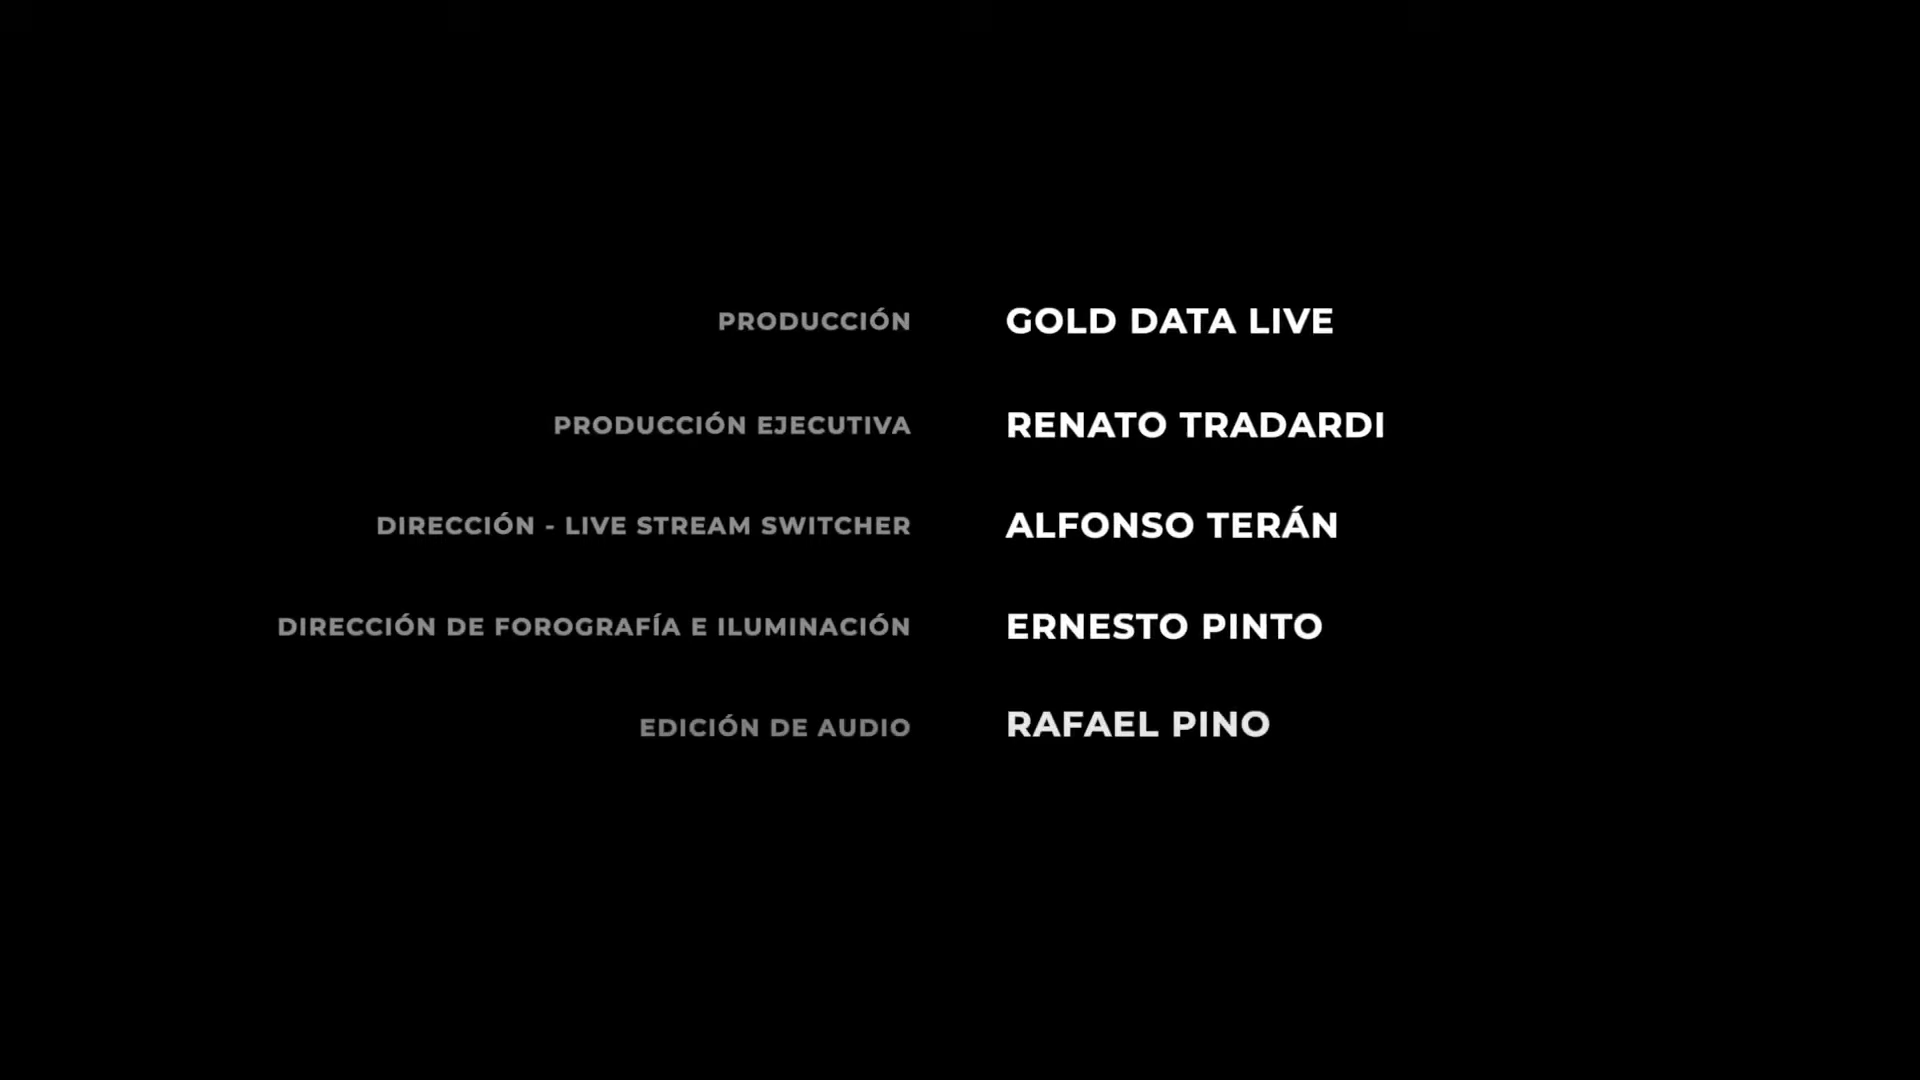 PRODUCCIÓN GOLD DATA LIVE
PRODUCCIÓN EJECUTIVA RENATO TRADARDI
DIRECCIÓN - LIVE STREAM SWITCHER ALFONSO TERÁN
DIRECCIÓN DE FOROGRAFÍA E ILUMINACIÓN ERNESTO PINTO
EDICIÓN DE AUDIO RAFAEL PINO